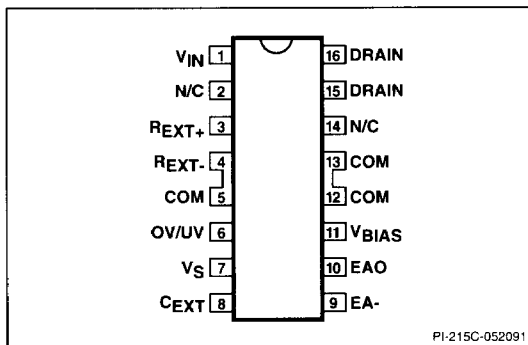 VIN 1 16 DRAIN
N/C 2 15 DRAIN
REXT+ 3 14 N/C
REXT- 4 13 COM
COM 5 12 COM
OV/UV 6 11 VBIAS
VS 7 10 EAO
CEXT 8 9 EA-
PI-215C-052091